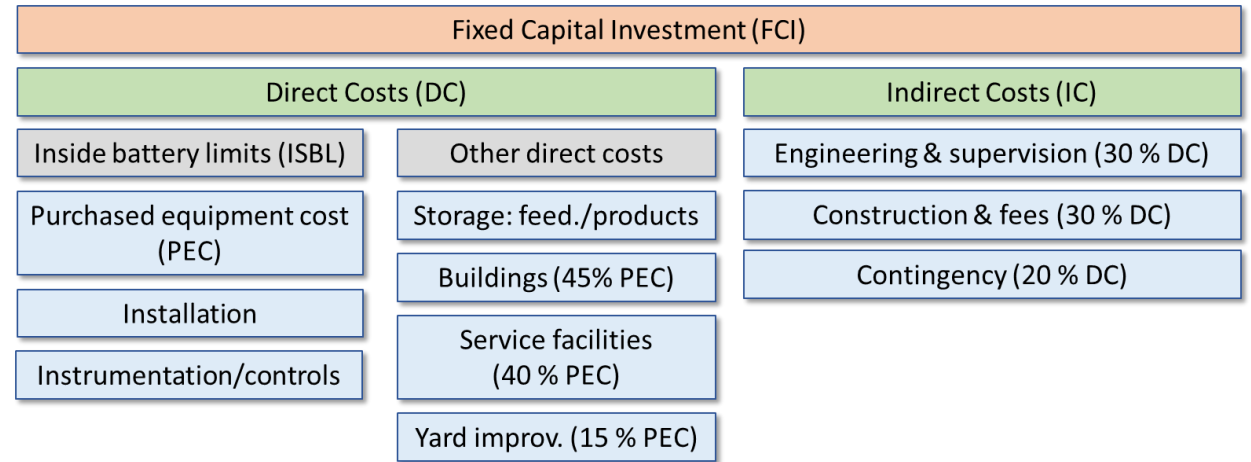 Fixed Capital Investment (FCI)
Direct Costs (DC)
Indirect Costs (IC)
Inside battery limits (ISBL)
Purchased equipment cost
(PEC)
Installation
Instrumentation/controls
Other direct costs
Storage: feed./products
Buildings (45% PEC)
Service facilities
(40 % PEC)
Yard improv. (15 % PEC)
Engineering & supervision (30 % DC)
Construction & fees (30 % DC)
Contingency (20 % DC)